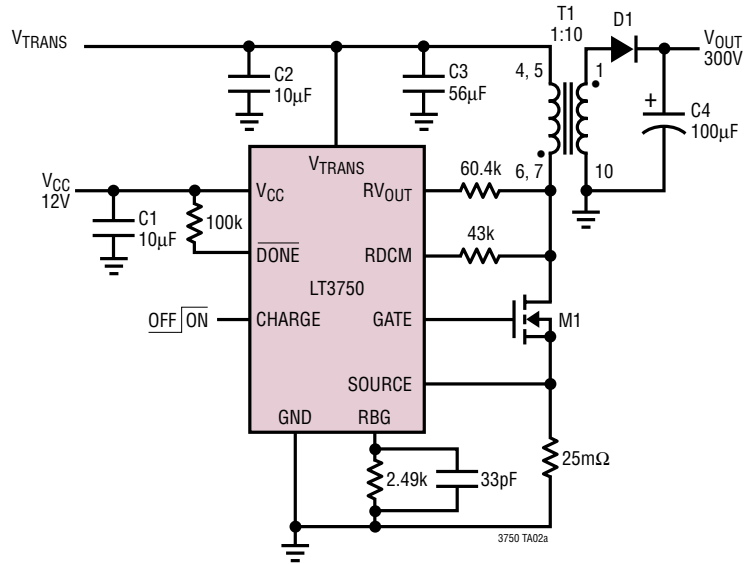 T1
1:10
D1
VTRANS
VOUT
300V
C2
10µF
C3
56µF
4, 5
1
+
C4
100µF
6, 7
10
VTRANS
60.4k
VCC
12V
VCC
RVOUT
C1
10µF
100k
43k
DONE
RDCM
LT3750
OFF ON
CHARGE
GATE
M1
SOURCE
GND
RBG
2.49k
33pF
25mΩ
3750 TA02a